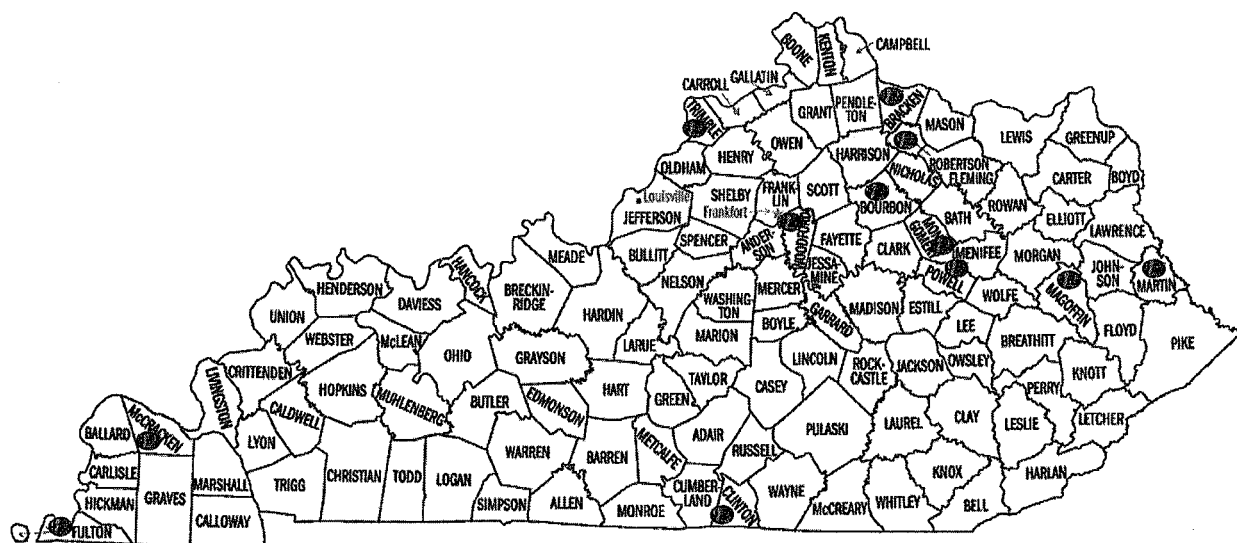 BOONE
KENTON
CAMPBELL
GALLATIN
CARROLL
TRIMBLE
GRANT
PENDLE-
TON
BRACKEN
MASON
LEWIS
GREENUP
OWEN
HENRY
OLDHAM
HARRISON
ROBERTSON
FLEMING
NICHOLAS
CARTER
BOYD
SHELBY
FRANK-
LIN
SCOTT
BOURBON
ROWAN
Louisville
JEFFERSON
Frankfort
WOODFORD
BATH
ELLIOTT
LAWRENCE
SPENCER
ANDER-
SON
FAYETTE
CLARK
MONT-
GOMERY
MENIFEE
MORGAN
JOHN-
SON
MARTIN
MEADE
BULLITT
NELSON
JESSA-
MINE
POWELL
MAGOFFIN
HANCOCK
BRECKIN-
RIDGE
HENDERSON
DAVIESS
HARDIN
WASHING-
TON
MERCER
GARRARD
MADISON
ESTILL
WOLFE
FLOYD
PIKE
UNION
WEBSTER
McLEAN
OHIO
GRAYSON
LARUE
MARION
BOYLE
LINCOLN
ROCK-
CASTLE
JACKSON
LEE
OWSLEY
BREATHITT
KNOTT
CRITTENDEN
LIVINGSTON
HOPKINS
MUHLENBERG
BUTLER
EDMONSON
HART
GREEN
TAYLOR
CASEY
PERRY
LETCHER
CALDWELL
LYON
WARREN
BARREN
METCALFE
ADAIR
RUSSELL
PULASKI
LAUREL
CLAY
LESLIE
BALLARD
McCRACKEN
CARLISLE
HICKMAN
FULTON
GRAVES
MARSHALL
CALLOWAY
TRIGG
CHRISTIAN
TODD
LOGAN
SIMPSON
ALLEN
MONROE
CUMBER-
LAND
CLINTON
WAYNE
McCREARY
WHITLEY
KNOX
BELL
HARLAN